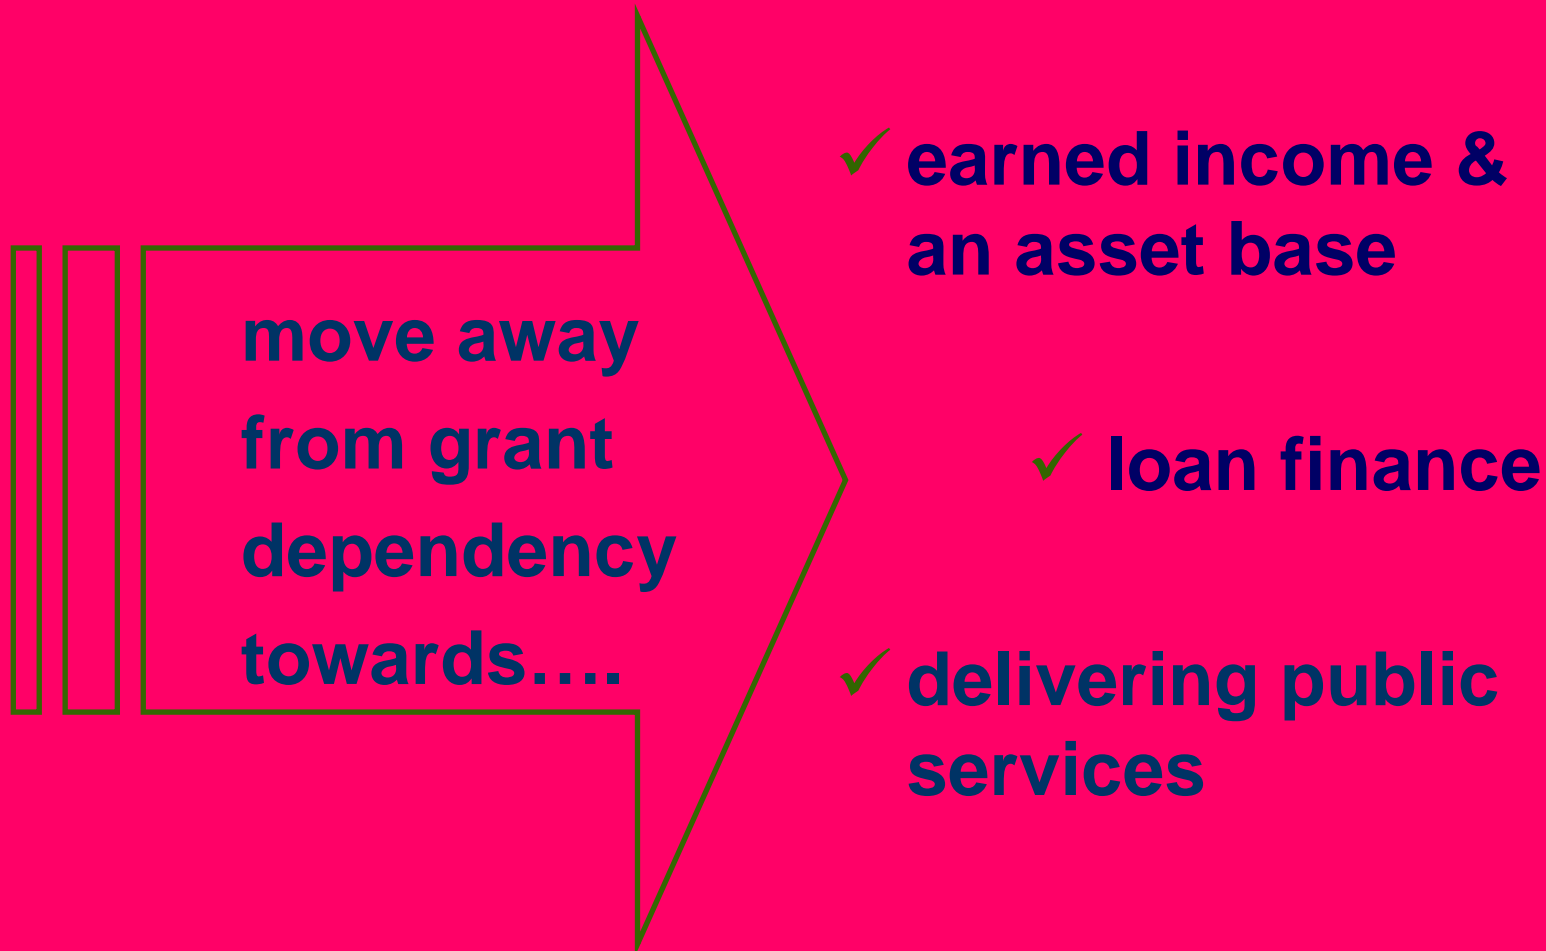 move away
from grant
dependency
towards….
✓ earned income &
an asset base
✓ loan finance
✓ delivering public
services